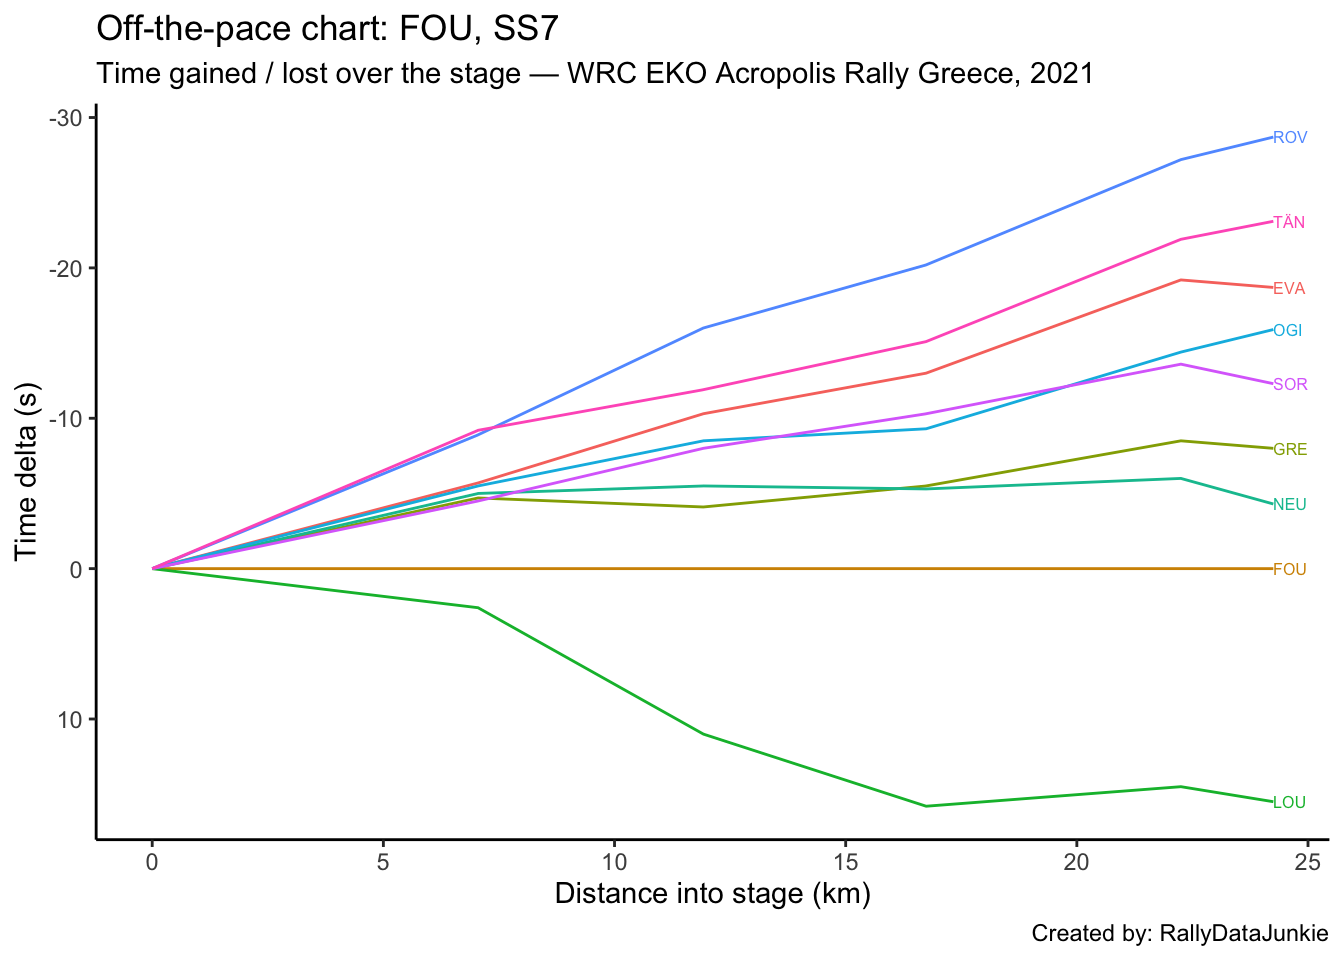 Off-the-pace chart: FOU, SS7
Time gained / lost over the stage — WRC EKO Acropolis Rally Greece, 2021
-30
-20
-10
0
10
Time delta (s)
ROV
TÄN
EVA
OGI
SOR
GRE
NEU
FOU
LOU
0 5 10 15 20 25
Distance into stage (km)
Created by: RallyDataJunkie